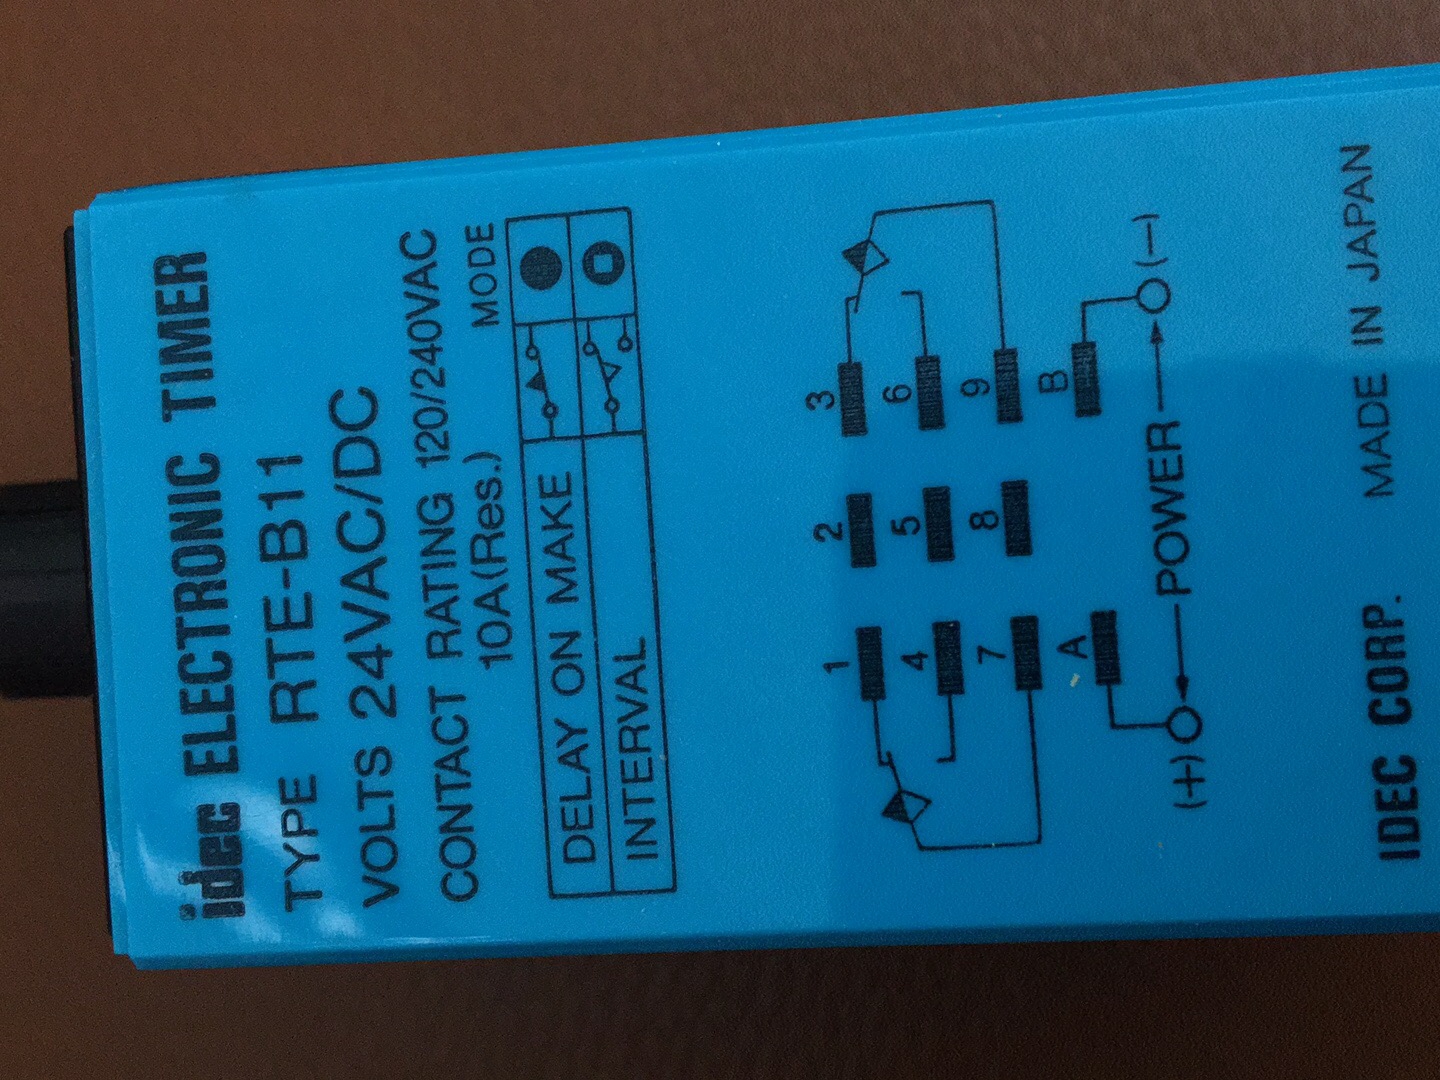 idec ELECTRONIC TIMER
TYPE RTE-B11
VOLTS 24VAC/DC
CONTACT RATING 120/240VAC
10A(Res.)
MODE
DELAY ON MAKE
INTERVAL
1 2 3
4 5 6
7 8 9
A B
(+) POWER (−)
IDEC CORP. MADE IN JAPAN